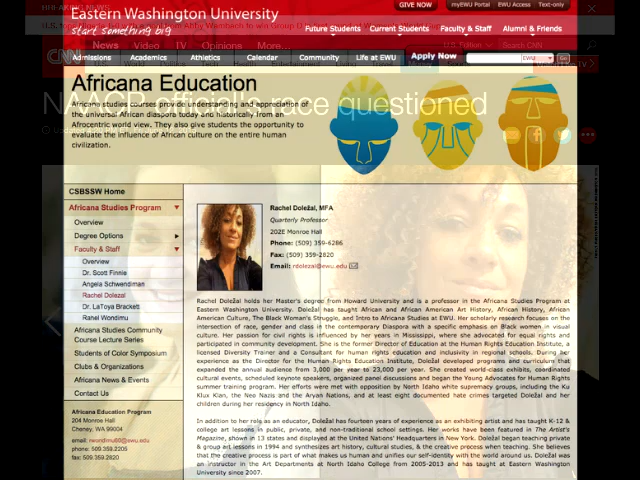 Eastern Washington University
start something big
GIVE NOW
myEWU Portal EWU Access Text-only
Future Students Current Students Faculty & Staff Alumni & Friends
CNN News Video TV Opinions More...
Admissions Athletics Calendar Community Life at EWU Apply Now EWU
Africana Education
NAACP official's race questioned
Africana studies courses provide understanding and appreciation of
the universal African diaspora today and historically from an
Afrocentric world view. They also give students the opportunity to
evaluate the influence of African culture on the entire human
civilization.
CSBSSW Home
Africana Studies Program
Overview
Degree Options
Faculty & Staff
Overview
Dr. Scott Finnie
Angela Schwendiman
Rachel Dolezal
Dr. LaToya Brackett
Rahel Wondimu
Africana Studies Community
Course Lecture Series
Students of Color Symposium
Clubs & Organizations
Africana News & Events
Contact Us
Africana Education Program
204 Monroe Hall
Cheney, WA 99004
phone: 509.359.2205
fax: 509.359.2820
Rachel Doležal, MFA
Quarterly Professor
202E Monroe Hall
Phone: (509) 359-6286
Fax: (509) 359-2820
Email: rdolezal@ewu.edu
Rachel Doležal holds her Master's degree from Howard University and is a professor in the Africana Studies Program at
Eastern Washington University. Doležal has taught African and African American Art History, African History, African
American Culture, The Black Woman's Struggle, and Intro to Africana Studies at EWU. Her scholarly research focuses on the
intersection of race, gender and class in the contemporary Diaspora with a specific emphasis on Black women in visual
culture. Her passion for civil rights is influenced by her years in Mississippi, where she advocated for equal rights and
participated in community development. She is the former Director of Education at the Human Rights Education Institute, a
licensed Diversity Trainer and a Consultant for human rights education and inclusivity in regional schools. During her
experience as the Director for the Human Rights Education Institute, Doležal developed programs and curriculum that
expanded the annual audience from 3,000 per year to 23,000 per year. She created world-class exhibits, coordinated
cultural events, scheduled keynote speakers, organized panel discussions and began the Young Advocates for Human Rights
summer training program. Her efforts were met with opposition by North Idaho white supremacy groups, including the Ku
Klux Klan, the Neo Nazis and the Aryan Nations, and at least eight documented hate crimes targeted Doležal and her
children during her residency in North Idaho.
In addition to her role as an educator, Doležal has fourteen years of experience as an exhibiting artist and has taught K-12 &
college art lessons in public, private, and non-traditional school settings. Her works have been featured in The Artist's
Magazine, shown in 13 states and displayed at the United Nations' Headquarters in New York. Doležal began teaching private
& group art lessons in 1994 and synthesizes art history, cultural studies, & the creative process when teaching. She believes
that the creative process is part of what makes us human and unifies our self-identity with the world around us. Doležal was
an instructor in the Art Departments at North Idaho College from 2005-2013 and has taught at Eastern Washington
University since 2007.